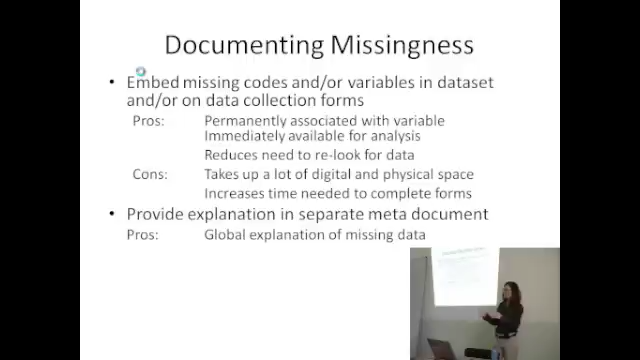 Documenting Missingness
• Embed missing codes and/or variables in dataset
and/or on data collection forms
Pros: Permanently associated with variable
Immediately available for analysis
Reduces need to re-look for data
Cons: Takes up a lot of digital and physical space
Increases time needed to complete forms
• Provide explanation in separate meta document
Pros: Global explanation of missing data